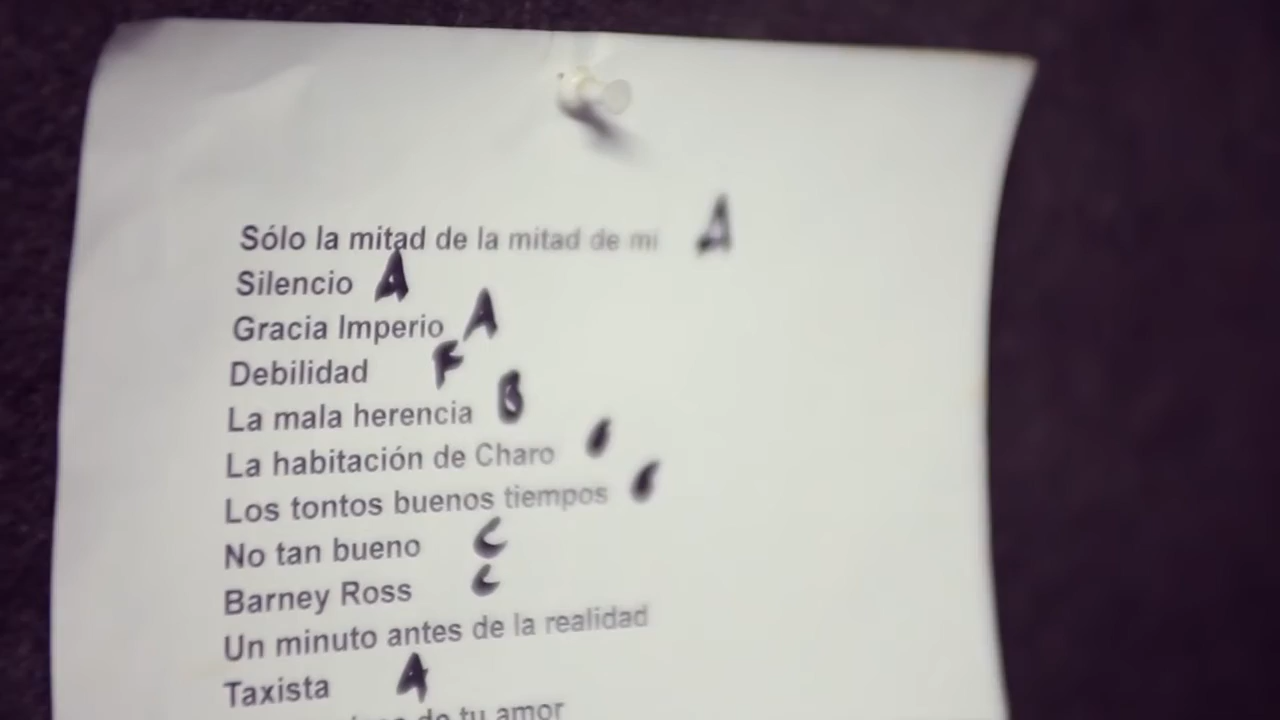 Sólo la mitad de la mitad de mi A
Silencio A
Gracia Imperio A
Debilidad F
La mala herencia B
La habitación de Charo
Los tontos buenos tiempos
No tan bueno C
Barney Ross C
Un minuto antes de la realidad
Taxista A
de tu amor